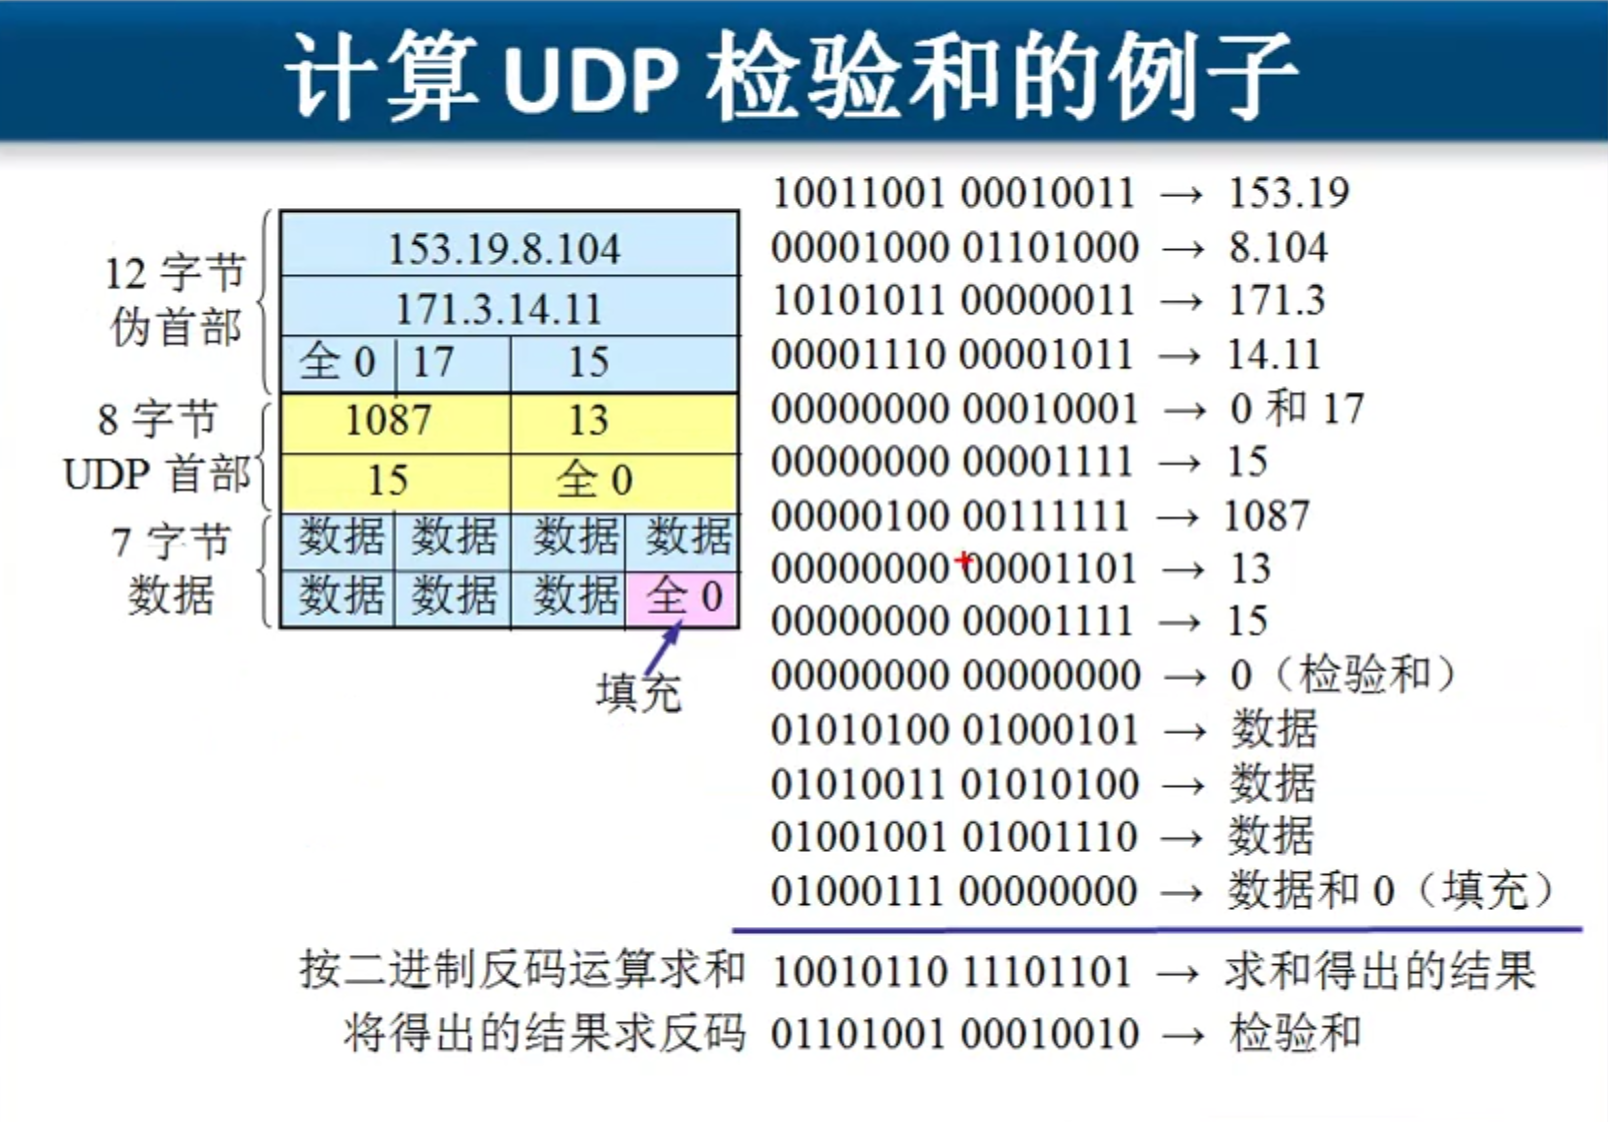 计算 UDP 检验和的例子
12 字节
伪首部
153.19.8.104
171.3.14.11
全 0 17 15
8 字节
UDP 首部
1087 13
15 全 0
7 字节
数据
数据 数据 数据 数据
数据 数据 数据 全 0
填充
10011001 00010011 → 153.19
00001000 01101000 → 8.104
10101011 00000011 → 171.3
00001110 00001011 → 14.11
00000000 00010001 → 0 和 17
00000000 00001111 → 15
00000100 00111111 → 1087
00000000 00001101 → 13
00000000 00001111 → 15
00000000 00000000 → 0（检验和）
01010100 01000101 → 数据
01010011 01010100 → 数据
01001001 01001110 → 数据
01000111 00000000 → 数据和 0（填充）
按二进制反码运算求和 10010110 11101101 → 求和得出的结果
将得出的结果求反码 01101001 00010010 → 检验和